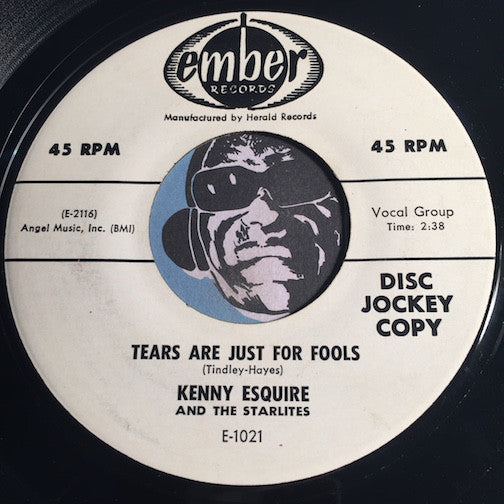 ember
RECORDS
Manufactured by Herald Records
45 RPM
45 RPM
(E-2116)
Angel Music, Inc. (BMI)
Vocal Group
Time: 2:38
DISC
JOCKEY
COPY
TEARS ARE JUST FOR FOOLS
(Tindley-Hayes)
KENNY ESQUIRE
AND THE STARLITES
E-1021